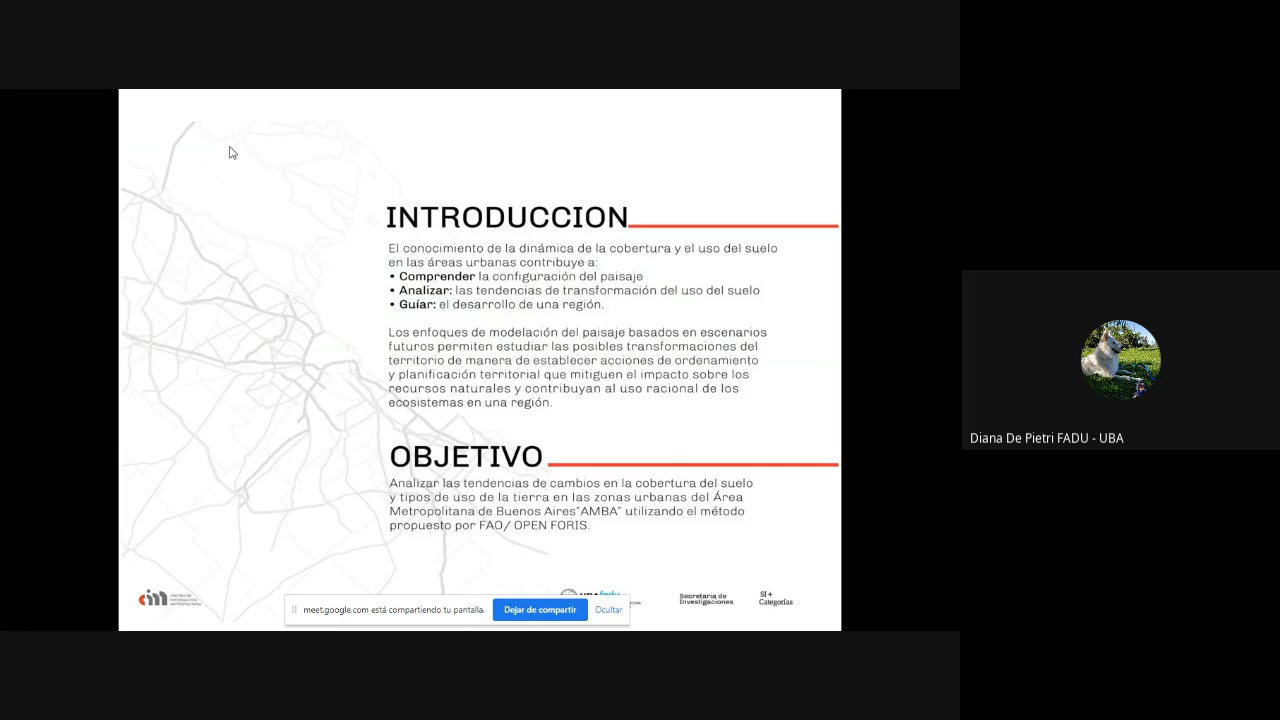 INTRODUCCION
El conocimiento de la dinámica de la cobertura y el uso del suelo
en las áreas urbanas contribuye a:
• Comprender la configuración del paisaje
• Analizar: las tendencias de transformación del uso del suelo
• Guíar: el desarrollo de una región.
Los enfoques de modelación del paisaje basados en escenarios
futuros permiten estudiar las posibles transformaciones del
territorio de manera de establecer acciones de ordenamiento
y planificación territorial que mitiguen el impacto sobre los
recursos naturales y contribuyan al uso racional de los
ecosistemas en una región.
OBJETIVO
Analizar las tendencias de cambios en la cobertura del suelo
y tipos de uso de la tierra en las zonas urbanas del Área
Metropolitana de Buenos Aires"AMBA" utilizando el método
propuesto por FAO/ OPEN FORIS.
cim
CENTRO DE
INFORMACIÓN
METROPOLITANA
Secretaría de
Investigaciones
SI +
Categorías
meet.google.com está compartiendo tu pantalla.
Dejar de compartir
Ocultar
Diana De Pietri FADU - UBA